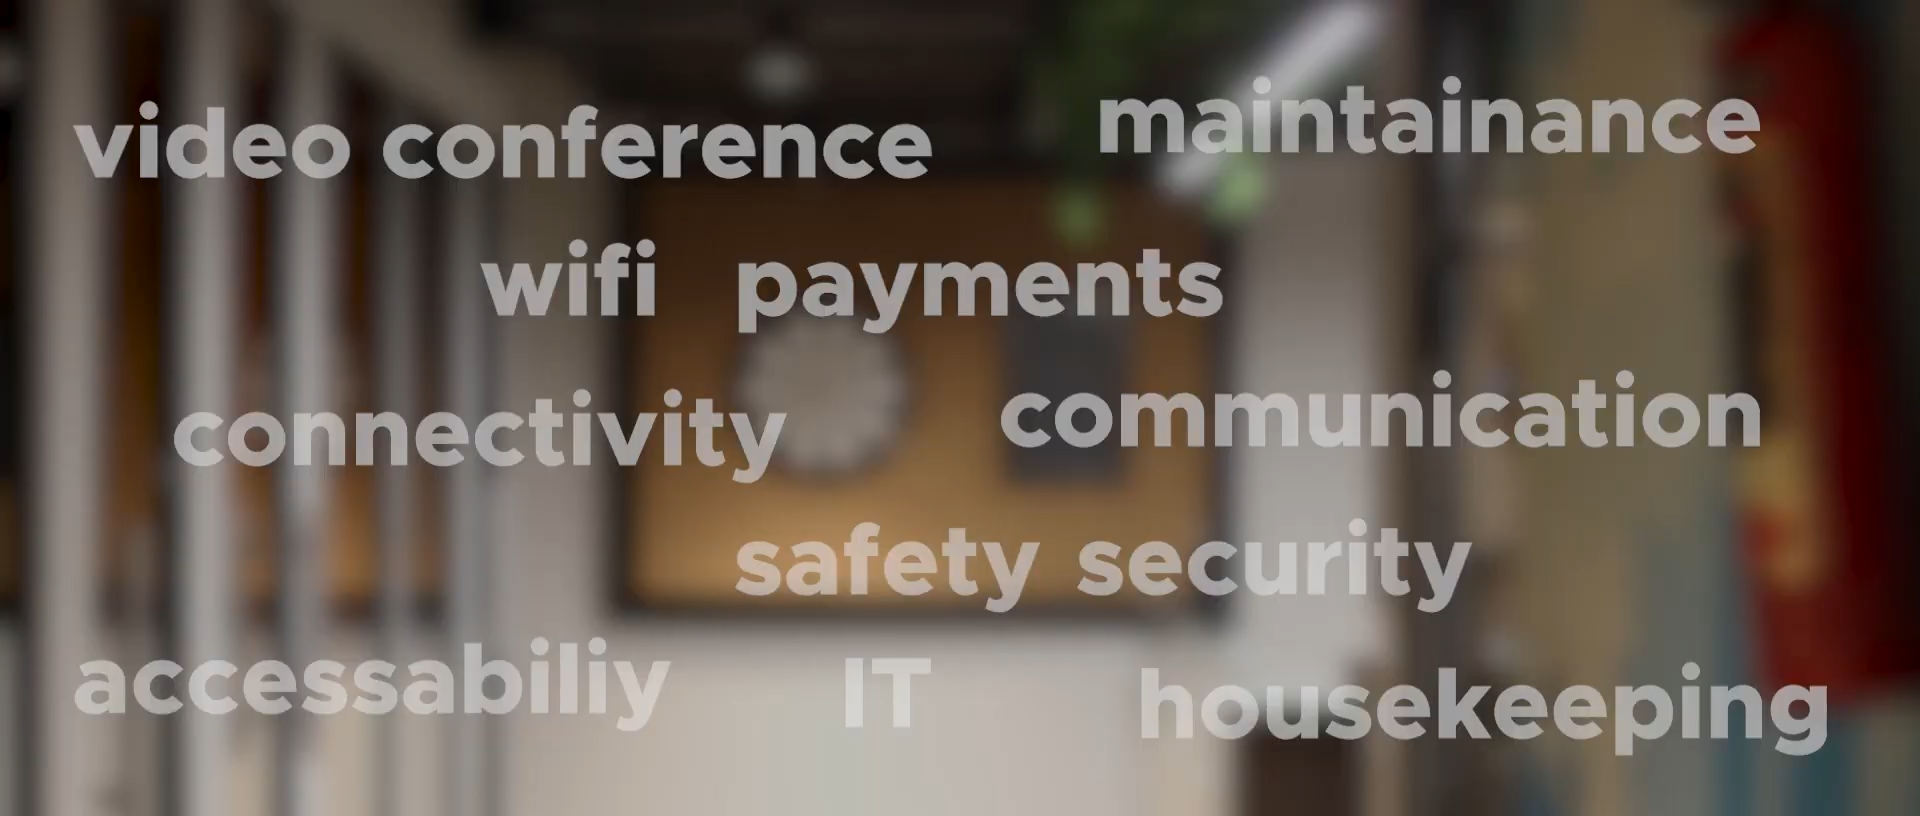 video conference
maintainance
wifi
payments
connectivity
communication
safety
security
accessabiliy
IT
housekeeping